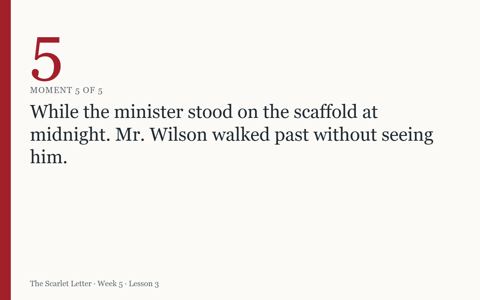 5
MOMENT 5 OF 5
While the minister stood on the scaffold at
midnight. Mr. Wilson walked past without seeing
him.
The Scarlet Letter · Week 5 · Lesson 3